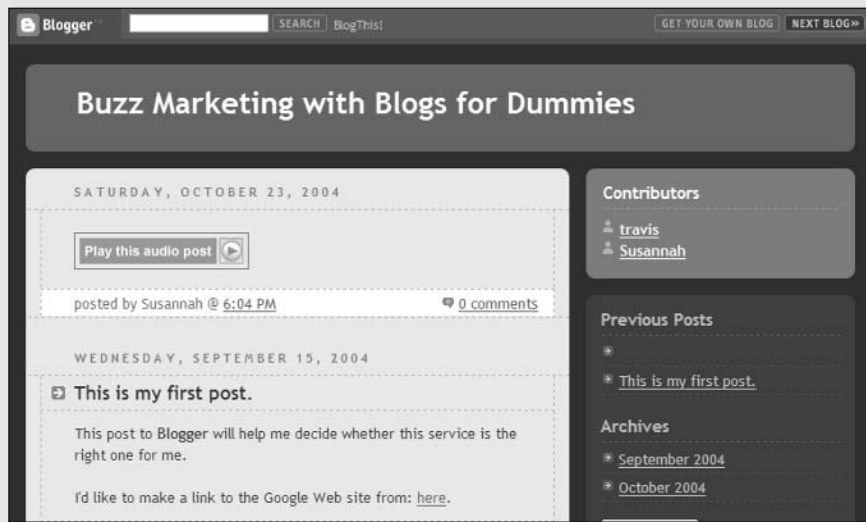 Blogger™
SEARCH BlogThis! GET YOUR OWN BLOG NEXT BLOG»
Buzz Marketing with Blogs for Dummies
SATURDAY, OCTOBER 23, 2004
Play this audio post
posted by Susannah @ 6:04 PM 0 comments
WEDNESDAY, SEPTEMBER 15, 2004
This is my first post.
This post to Blogger will help me decide whether this service is the
right one for me.
I'd like to make a link to the Google Web site from: here.
Contributors
travis
Susannah
Previous Posts
This is my first post.
Archives
September 2004
October 2004